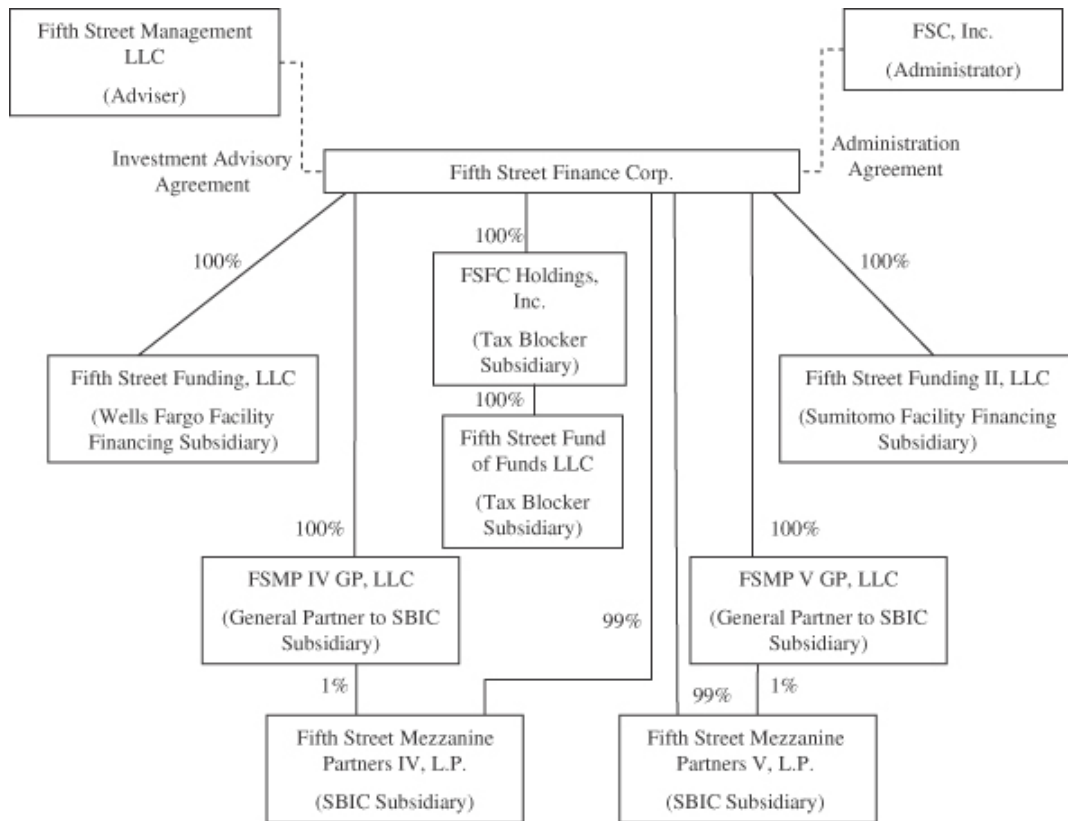 Fifth Street Management
LLC
(Adviser)
FSC, Inc.
(Administrator)
Investment Advisory
Agreement
Administration
Agreement
Fifth Street Finance Corp.
100%
100%
100%
FSFC Holdings,
Inc.
(Tax Blocker
Subsidiary)
Fifth Street Funding, LLC
(Wells Fargo Facility
Financing Subsidiary)
Fifth Street Funding II, LLC
(Sumitomo Facility Financing
Subsidiary)
100%
Fifth Street Fund
of Funds LLC
(Tax Blocker
Subsidiary)
100%
100%
FSMP IV GP, LLC
(General Partner to SBIC
Subsidiary)
99%
FSMP V GP, LLC
(General Partner to SBIC
Subsidiary)
1%
99%
1%
Fifth Street Mezzanine
Partners IV, L.P.
(SBIC Subsidiary)
Fifth Street Mezzanine
Partners V, L.P.
(SBIC Subsidiary)